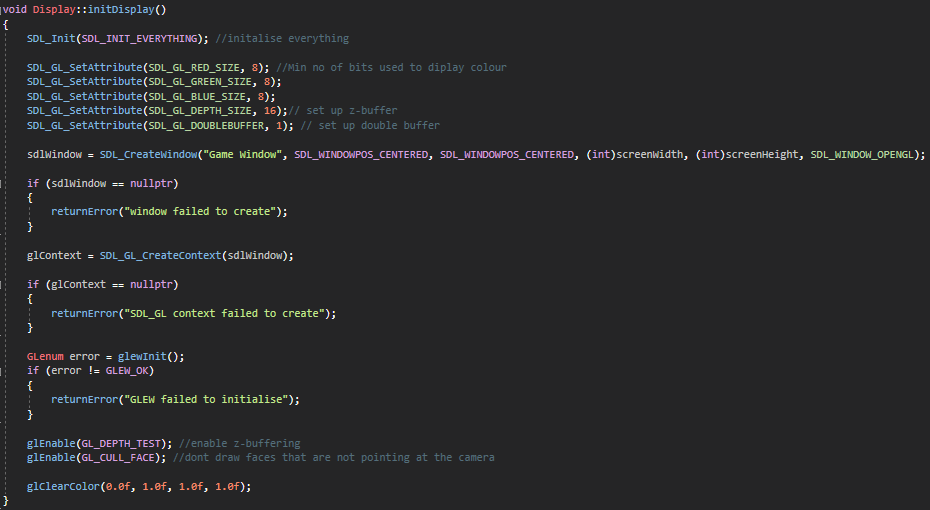 void Display::initDisplay()
{
SDL_Init(SDL_INIT_EVERYTHING); //initalise everything
SDL_GL_SetAttribute(SDL_GL_RED_SIZE, 8); //Min no of bits used to diplay colour
SDL_GL_SetAttribute(SDL_GL_GREEN_SIZE, 8);
SDL_GL_SetAttribute(SDL_GL_BLUE_SIZE, 8);
SDL_GL_SetAttribute(SDL_GL_DEPTH_SIZE, 16);// set up z-buffer
SDL_GL_SetAttribute(SDL_GL_DOUBLEBUFFER, 1); // set up double buffer
sdlWindow = SDL_CreateWindow("Game Window", SDL_WINDOWPOS_CENTERED, SDL_WINDOWPOS_CENTERED, (int)screenWidth, (int)screenHeight, SDL_WINDOW_OPENGL);
if (sdlWindow == nullptr)
{
returnError("window failed to create");
}
glContext = SDL_GL_CreateContext(sdlWindow);
if (glContext == nullptr)
{
returnError("SDL_GL context failed to create");
}
GLenum error = glewInit();
if (error != GLEW_OK)
{
returnError("GLEW failed to initialise");
}
glEnable(GL_DEPTH_TEST); //enable z-buffering
glEnable(GL_CULL_FACE); //dont draw faces that are not pointing at the camera
glClearColor(0.0f, 1.0f, 1.0f, 1.0f);
}